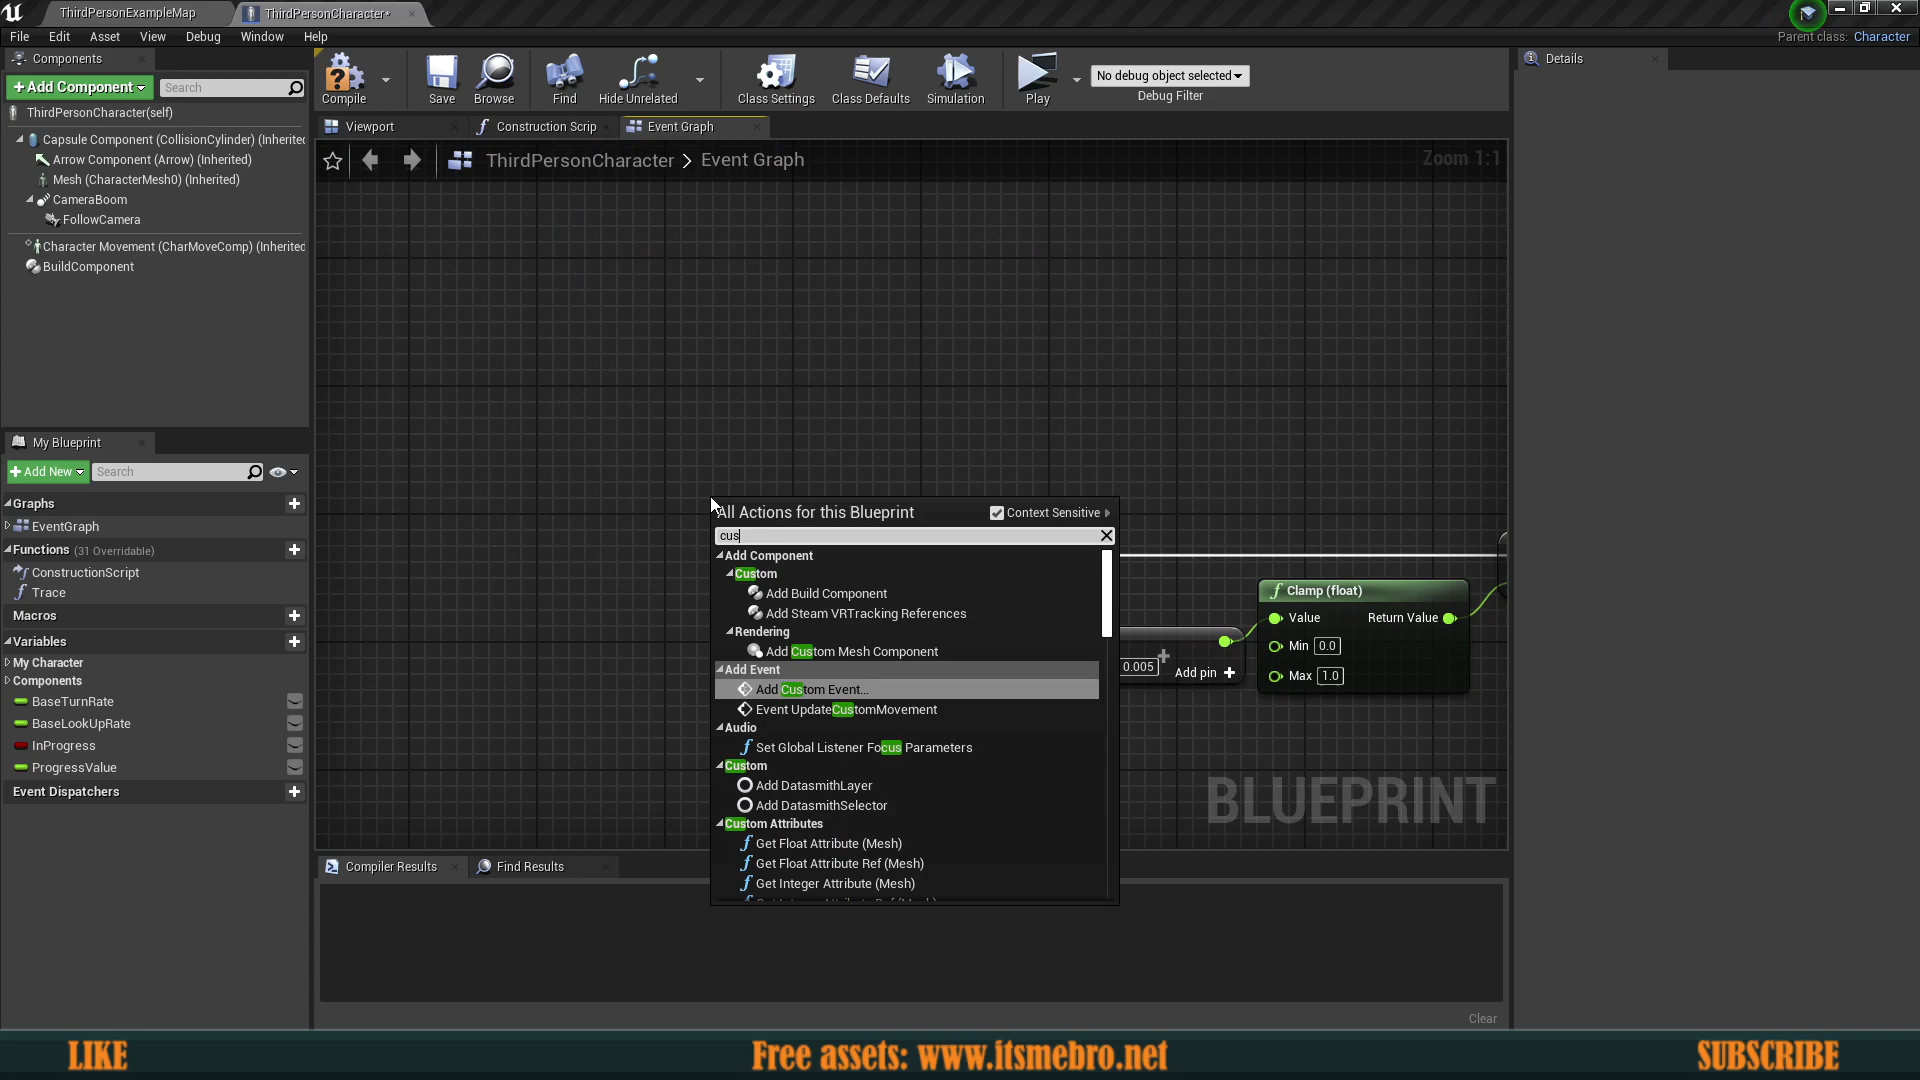 ThirdPersonExampleMap
ThirdPersonCharacter*
File Edit Asset View Debug Window Help
Parent class: Character
Components
Details
+Add Component
Search
Compile
Save
Browse
Find
Hide Unrelated
Class Settings
Class Defaults
Simulation
Play
No debug object selected
Debug Filter
ThirdPersonCharacter(self)
Viewport
Construction Scrip
Event Graph
Capsule Component (CollisionCylinder) (Inherited
Arrow Component (Arrow) (Inherited)
Mesh (CharacterMesh0) (Inherited)
CameraBoom
FollowCamera
Character Movement (CharMoveComp) (Inherited
BuildComponent
ThirdPersonCharacter > Event Graph
Zoom 1:1
My Blueprint
+Add New
Search
Graphs
EventGraph
Functions (31 Overridable)
ConstructionScript
Trace
Macros
Variables
My Character
Components
BaseTurnRate
BaseLookUpRate
InProgress
ProgressValue
Event Dispatchers
All Actions for this Blueprint
Context Sensitive
cus
Add Component
Custom
Add Build Component
Add Steam VRTracking References
Rendering
Add Custom Mesh Component
Add Event
Add Custom Event...
Event UpdateCustomMovement
Audio
Set Global Listener Focus Parameters
Custom
Add DatasmithLayer
Add DatasmithSelector
Custom Attributes
Get Float Attribute (Mesh)
Get Float Attribute Ref (Mesh)
Get Integer Attribute (Mesh)
0.005
Add pin +
f Clamp (float)
Value
Return Value
Min 0.0
Max 1.0
BLUEPRINT
Compiler Results
Find Results
Clear
LIKE
Free assets: www.itsmebro.net
SUBSCRIBE